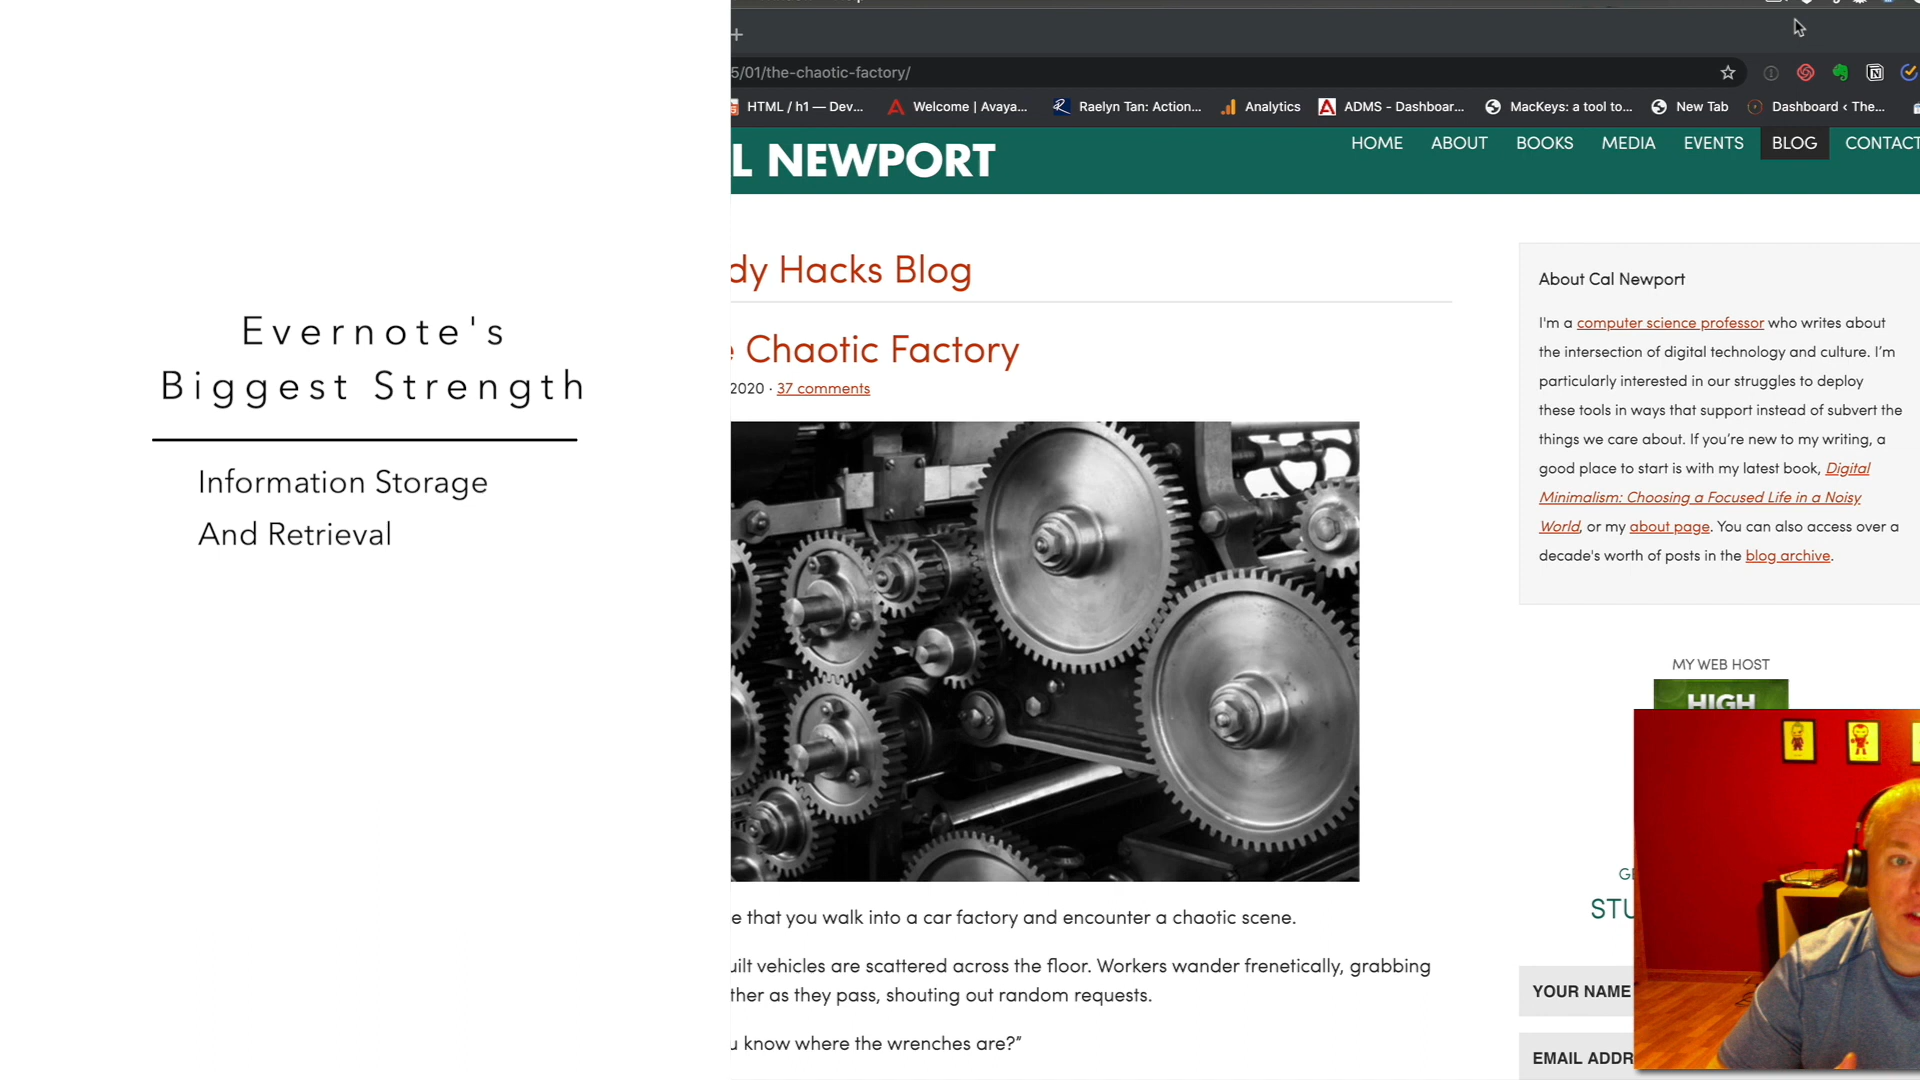 Evernote's
Biggest Strength
Information Storage
And Retrieval
5/01/the-chaotic-factory/
HTML / h1 — Dev...
Welcome | Avaya...
Raelyn Tan: Action...
Analytics
ADMS - Dashboar...
MacKeys: a tool to...
New Tab
Dashboard ‹ The...
L NEWPORT
HOME
ABOUT
BOOKS
MEDIA
EVENTS
BLOG
CONTACT
dy Hacks Blog
e Chaotic Factory
2020 · 37 comments
e that you walk into a car factory and encounter a chaotic scene.
uilt vehicles are scattered across the floor. Workers wander frenetically, grabbing
ther as they pass, shouting out random requests.
u know where the wrenches are?”
About Cal Newport
I'm a computer science professor who writes about
the intersection of digital technology and culture. I’m
particularly interested in our struggles to deploy
these tools in ways that support instead of subvert the
things we care about. If you’re new to my writing, a
good place to start is with my latest book, Digital
Minimalism: Choosing a Focused Life in a Noisy
World, or my about page. You can also access over a
decade's worth of posts in the blog archive.
MY WEB HOST
HIGH
GE
STU
YOUR NAME
EMAIL ADDR